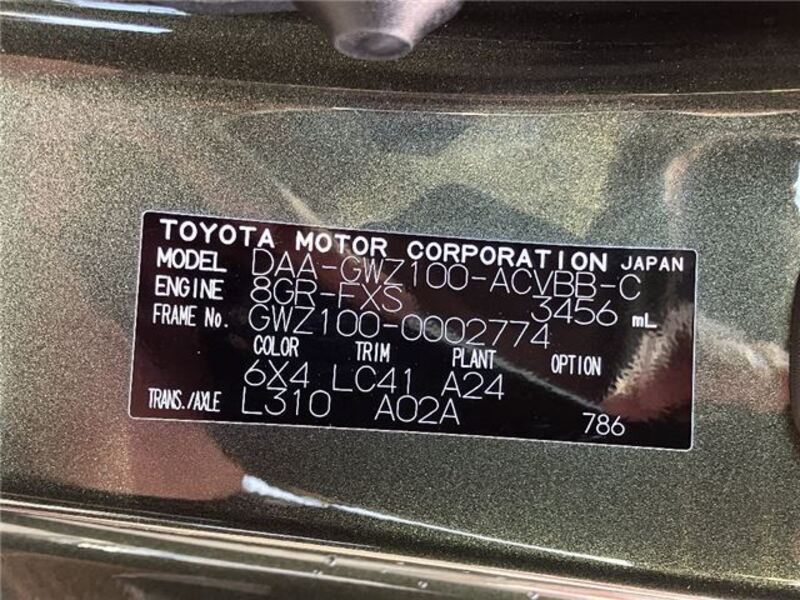 TOYOTA MOTOR CORPORATION JAPAN
MODEL DAA-GWZ100-ACVBB-C
ENGINE 8GR-FXS 3456 mL
FRAME No. GWZ100-0002774
COLOR TRIM PLANT OPTION
6X4 LC41 A24
TRANS./AXLE L310 A02A 786